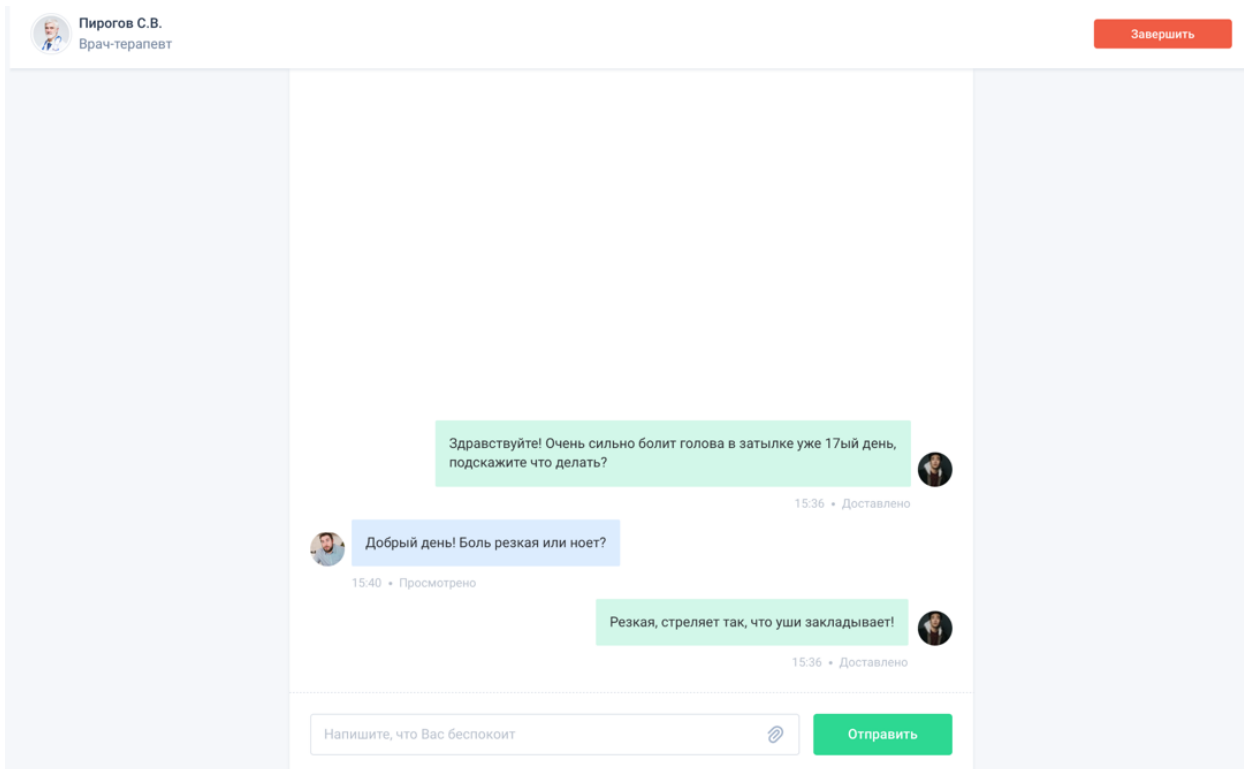 Пирогов С.В.
Врач-терапевт
Завершить
Здравствуйте! Очень сильно болит голова в затылке уже 17ый день,
подскажите что делать?
15:36 • Доставлено
Добрый день! Боль резкая или ноет?
15:40 • Просмотрено
Резкая, стреляет так, что уши закладывает!
15:36 • Доставлено
Напишите, что Вас беспокоит
Отправить